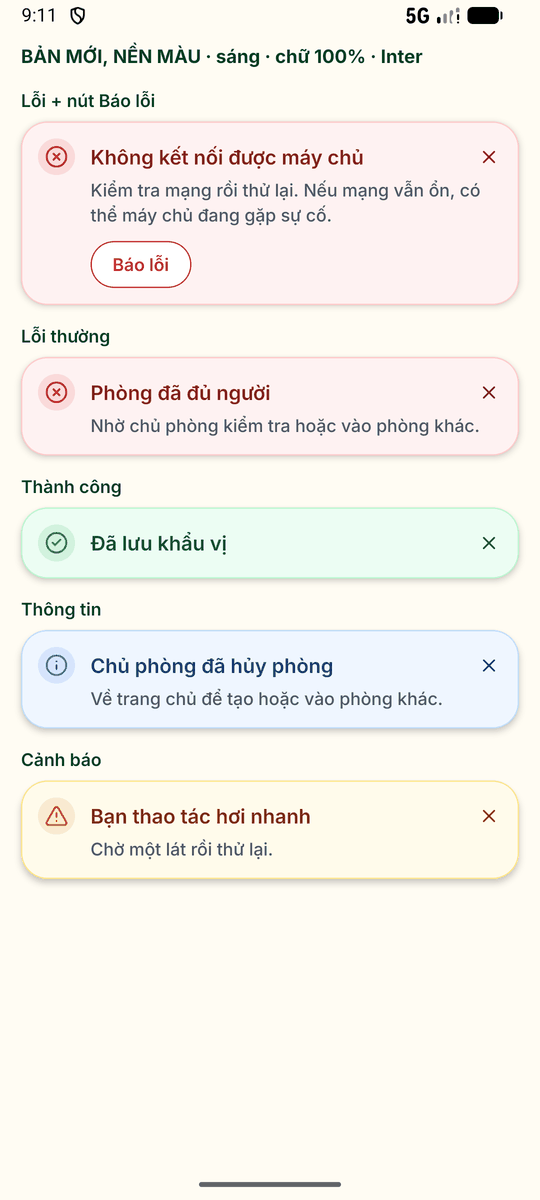 9:11
5G
BẢN MỚI, NỀN MÀU · sáng · chữ 100% · Inter
Lỗi + nút Báo lỗi
Không kết nối được máy chủ
Kiểm tra mạng rồi thử lại. Nếu mạng vẫn ổn, có
thể máy chủ đang gặp sự cố.
Báo lỗi
Lỗi thường
Phòng đã đủ người
Nhờ chủ phòng kiểm tra hoặc vào phòng khác.
Thành công
Đã lưu khẩu vị
Thông tin
Chủ phòng đã hủy phòng
Về trang chủ để tạo hoặc vào phòng khác.
Cảnh báo
Bạn thao tác hơi nhanh
Chờ một lát rồi thử lại.